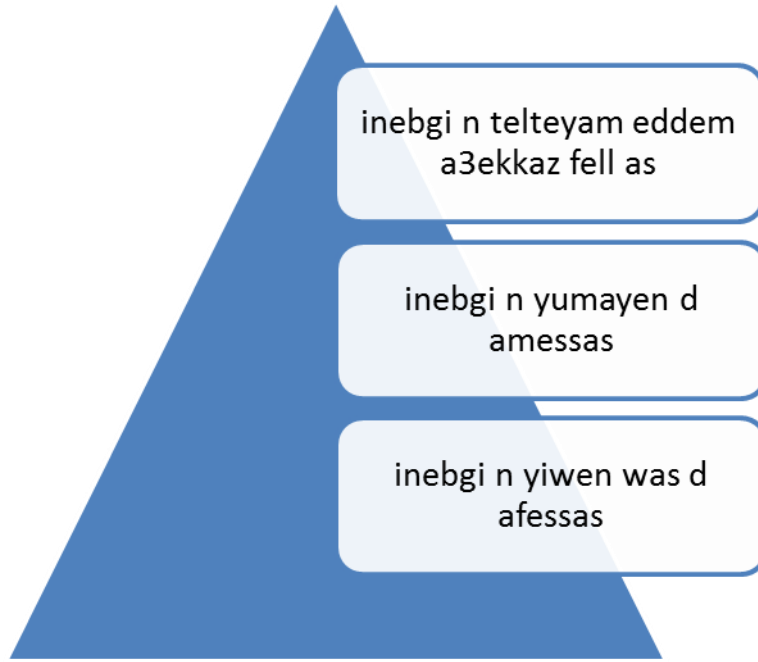 inebgi n telteyam eddem
a3ekkaz fell as
inebgi n yumayen d
amessas
inebgi n yiwen was d
afessas